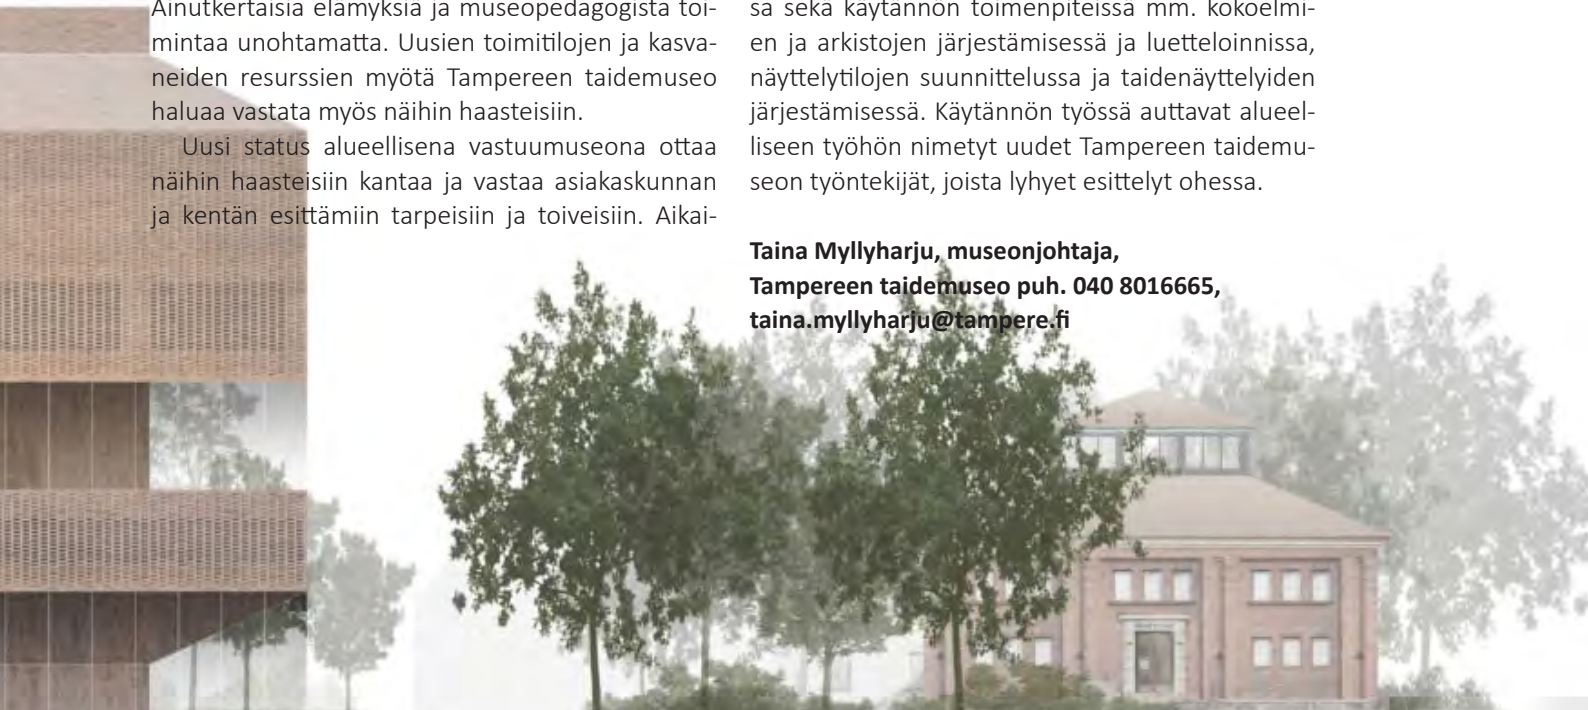 Ainutkertaisia elämyksiä ja museopedagogista toi-
mintaa unohtamatta. Uusien toimitilojen ja kasva-
neiden resurssien myötä Tampereen taidemuseo
haluaa vastata myös näihin haasteisiin.
Uusi status alueellisena vastuumuseona ottaa
näihin haasteisiin kantaa ja vastaa asiakaskunnan
ja kentän esittämiin tarpeisiin ja toiveisiin. Aikai-
sa sekä käytännön toimenpiteissä mm. kokoelmi-
en ja arkistojen järjestämisessä ja luetteloinnissa,
näyttelytilojen suunnittelussa ja taidenäyttelyiden
järjestämisessä. Käytännön työssä auttavat alueel-
liseen työhön nimetyt uudet Tampereen taidemu-
seon työntekijät, joista lyhyet esittelyt ohessa.
Taina Myllyharju, museonjohtaja,
Tampereen taidemuseo puh. 040 8016665,
taina.myllyharju@tampere.fi